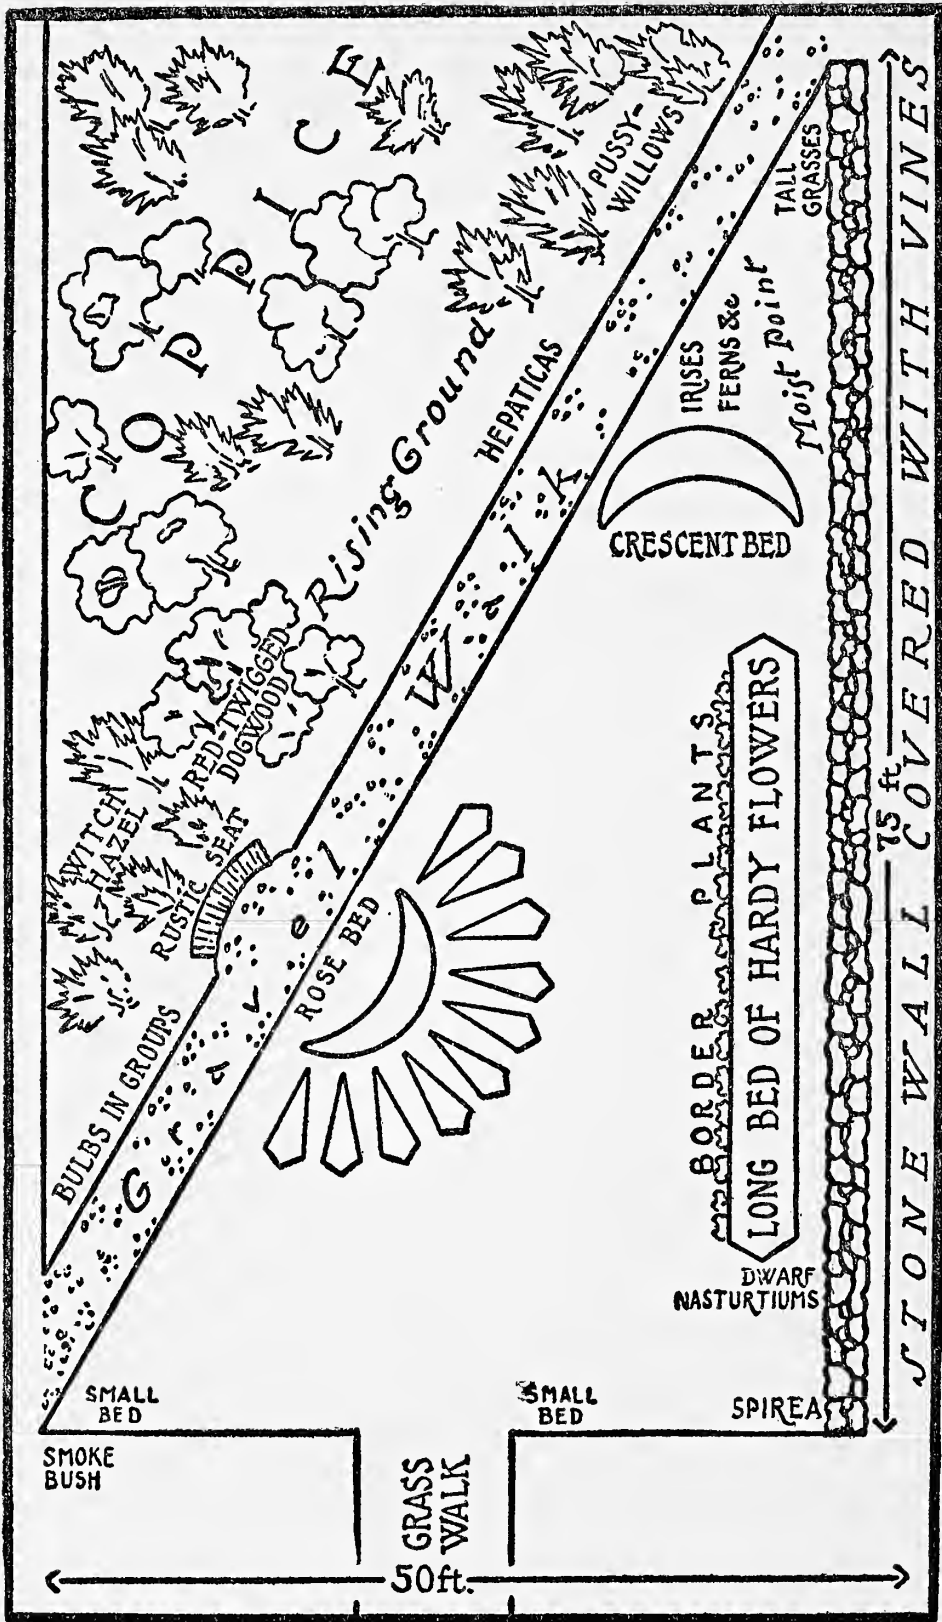 COPPICE
PUSSY-
WILLOWS
TALL
GRASSES
STONE WALL COVERED WITH VINES
75 ft.
Rising Ground
HEPATICAS
IRISES
FERNS &c
Moist Point
CRESCENT BED
Gravel Walk
RED-TWIGGED
DOGWOOD
WITCH
HAZEL
RUSTIC SEAT
ROSE BED
BULBS IN GROUPS
BORDER PLANTS
LONG BED OF HARDY FLOWERS
DWARF
NASTURTIUMS
SMALL
BED
SMALL
BED
SPIREA
SMOKE
BUSH
GRASS
WALK
50ft.